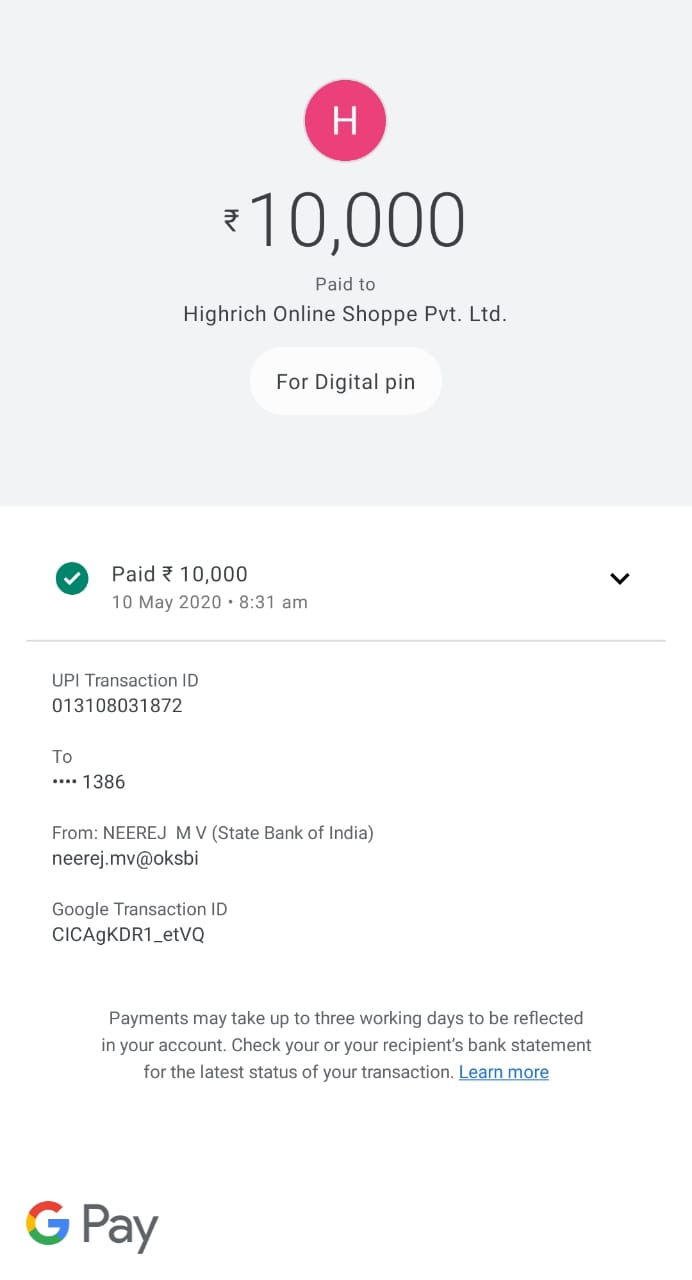 H
₹10,000
Paid to
Highrich Online Shoppe Pvt. Ltd.
For Digital pin
Paid ₹ 10,000
10 May 2020 • 8:31 am
UPI Transaction ID
013108031872
To
•••• 1386
From: NEEREJ  M V (State Bank of India)
neerej.mv@oksbi
Google Transaction ID
CICAgKDR1_etVQ
Payments may take up to three working days to be reflected
in your account. Check your or your recipient’s bank statement
for the latest status of your transaction. Learn more
G Pay